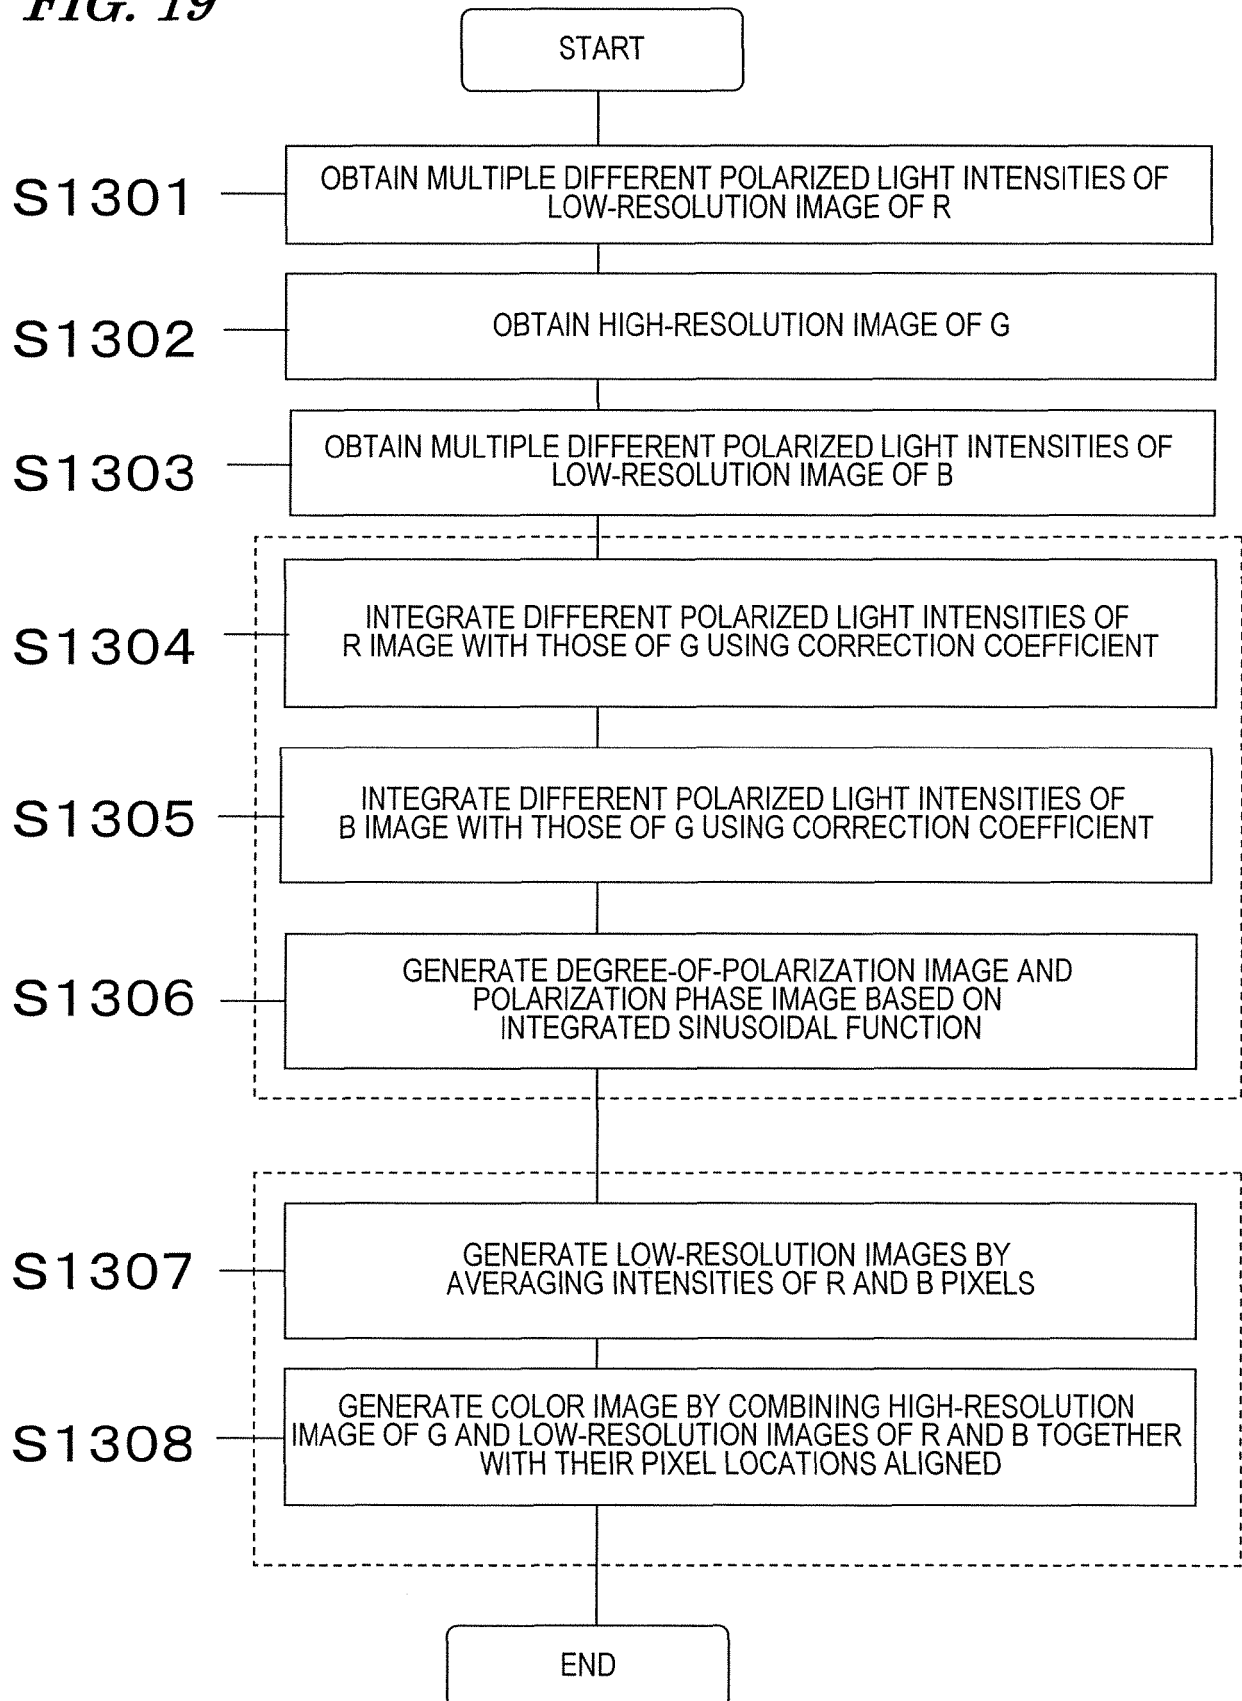 FIG. 19
START
S1301
OBTAIN MULTIPLE DIFFERENT POLARIZED LIGHT INTENSITIES OF
LOW-RESOLUTION IMAGE OF R
S1302
OBTAIN HIGH-RESOLUTION IMAGE OF G
S1303
OBTAIN MULTIPLE DIFFERENT POLARIZED LIGHT INTENSITIES OF
LOW-RESOLUTION IMAGE OF B
S1304
INTEGRATE DIFFERENT POLARIZED LIGHT INTENSITIES OF
R IMAGE WITH THOSE OF G USING CORRECTION COEFFICIENT
S1305
INTEGRATE DIFFERENT POLARIZED LIGHT INTENSITIES OF
B IMAGE WITH THOSE OF G USING CORRECTION COEFFICIENT
S1306
GENERATE DEGREE-OF-POLARIZATION IMAGE AND
POLARIZATION PHASE IMAGE BASED ON
INTEGRATED SINUSOIDAL FUNCTION
S1307
GENERATE LOW-RESOLUTION IMAGES BY
AVERAGING INTENSITIES OF R AND B PIXELS
S1308
GENERATE COLOR IMAGE BY COMBINING HIGH-RESOLUTION
IMAGE OF G AND LOW-RESOLUTION IMAGES OF R AND B TOGETHER
WITH THEIR PIXEL LOCATIONS ALIGNED
END